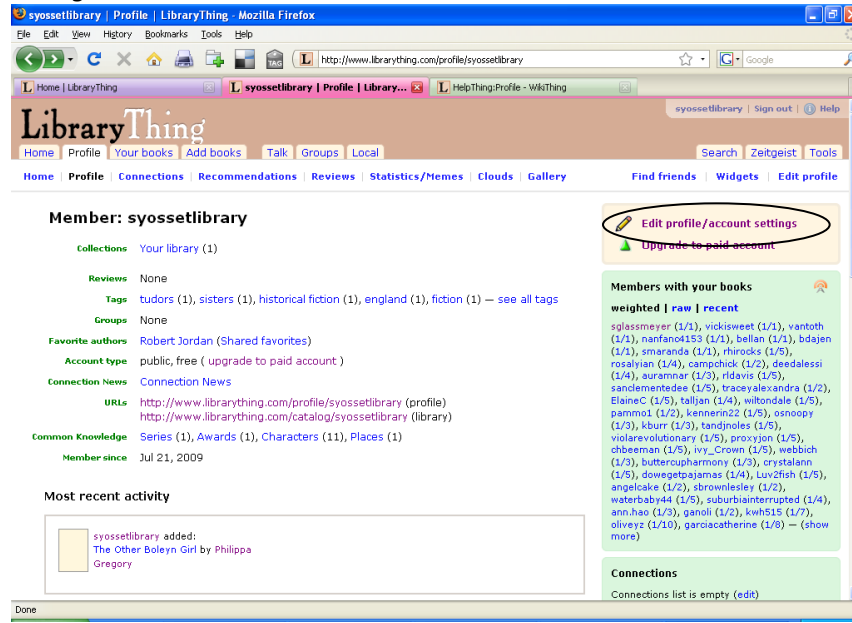 syossetlibrary | Profile | LibraryThing - Mozilla Firefox
File Edit View History Bookmarks Tools Help
TAG L http://www.librarything.com/profile/syossetlibrary G Google
L Home | LibraryThing L syossetlibrary | Profile | Library... L HelpThing:Profile - WikiThing
syossetlibrary | Sign out | Help
LibraryThing
Home Profile Your books Add books Talk Groups Local Search Zeitgeist Tools
Home | Profile | Connections | Recommendations | Reviews | Statistics/Memes | Clouds | Gallery Find friends | Widgets | Edit profile
Member: syossetlibrary
Collections Your library (1)
Reviews None
Tags tudors (1), sisters (1), historical fiction (1), england (1), fiction (1) — see all tags
Groups None
Favorite authors Robert Jordan (Shared favorites)
Account type public, free ( upgrade to paid account )
Connection News Connection News
URLs http://www.librarything.com/profile/syossetlibrary (profile)
http://www.librarything.com/catalog/syossetlibrary (library)
Common Knowledge Series (1), Awards (1), Characters (11), Places (1)
Member since Jul 21, 2009
Most recent activity
syossetlibrary added:
The Other Boleyn Girl by Philippa
Gregory
Edit profile/account settings
Upgrade to paid account
Members with your books
weighted | raw | recent
sglassmeyer (1/1), vickisweet (1/1), vantoth
(1/1), nanfano4153 (1/1), bellan (1/1), bdajen
(1/1), smaranda (1/1), rhirocks (1/5),
rosalyian (1/4), campchick (1/2), deedalessi
(1/4), auramnar (1/3), rldavis (1/5),
sanclementedee (1/5), traceyalexandra (1/2),
ElaineC (1/5), talljan (1/4), wiltondale (1/5),
pammo1 (1/2), kennerin22 (1/5), osnoopy
(1/3), kburr (1/3), tandjnoles (1/5),
violarevolutionary (1/5), proxyjon (1/5),
chbeeman (1/5), ivy_Crown (1/5), webbich
(1/3), buttercupharmony (1/3), crystalann
(1/5), dowegetpajamas (1/4), Luv2fish (1/5),
angelcake (1/2), sbrownlesley (1/2),
waterbaby44 (1/5), suburbiainterrupted (1/4),
ann.hao (1/3), ganoli (1/2), kwh515 (1/7),
oliveyz (1/10), garciacatherine (1/8) — (show
more)
Connections
Connections list is empty (edit)
Done